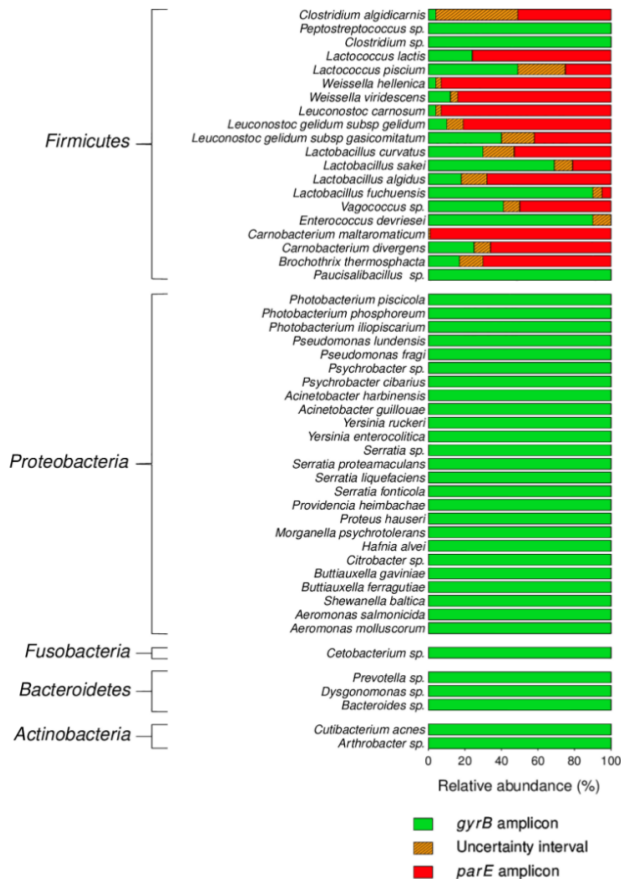 Clostridium algidicarnis
Peptostreptococcus sp.
Clostridium sp.
Lactococcus lactis
Lactococcus piscium
Weissella hellenica
Weissella viridescens
Leuconostoc carnosum
Leuconostoc gelidum subsp gelidum
Leuconostoc gelidum subsp gasicomitatum
Lactobacillus curvatus
Lactobacillus sakei
Lactobacillus algidus
Lactobacillus fuchuensis
Vagococcus sp.
Enterococcus devriesei
Carnobacterium maltaromaticum
Carnobacterium divergens
Brochothrix thermosphacta
Paucisalibacillus sp.
Firmicutes
Photobacterium piscicola
Photobacterium phosphoreum
Photobacterium iliopiscarium
Pseudomonas lundensis
Pseudomonas fragi
Psychrobacter sp.
Psychrobacter cibarius
Acinetobacter harbinensis
Acinetobacter guillouae
Yersinia ruckeri
Yersinia enterocolitica
Serratia sp.
Serratia proteamaculans
Serratia liquefaciens
Serratia fonticola
Providencia heimbachae
Proteus hauseri
Morganella psychrotolerans
Hafnia alvei
Citrobacter sp.
Buttiauxella gaviniae
Buttiauxella ferragutiae
Shewanella baltica
Aeromonas salmonicida
Aeromonas molluscorum
Proteobacteria
Fusobacteria
Cetobacterium sp.
Bacteroidetes
Prevotella sp.
Dysgonomonas sp.
Bacteroides sp.
Actinobacteria
Cutibacterium acnes
Arthrobacter sp.
0 20 40 60 80 100
Relative abundance (%)
gyrB amplicon
Uncertainty interval
parE amplicon